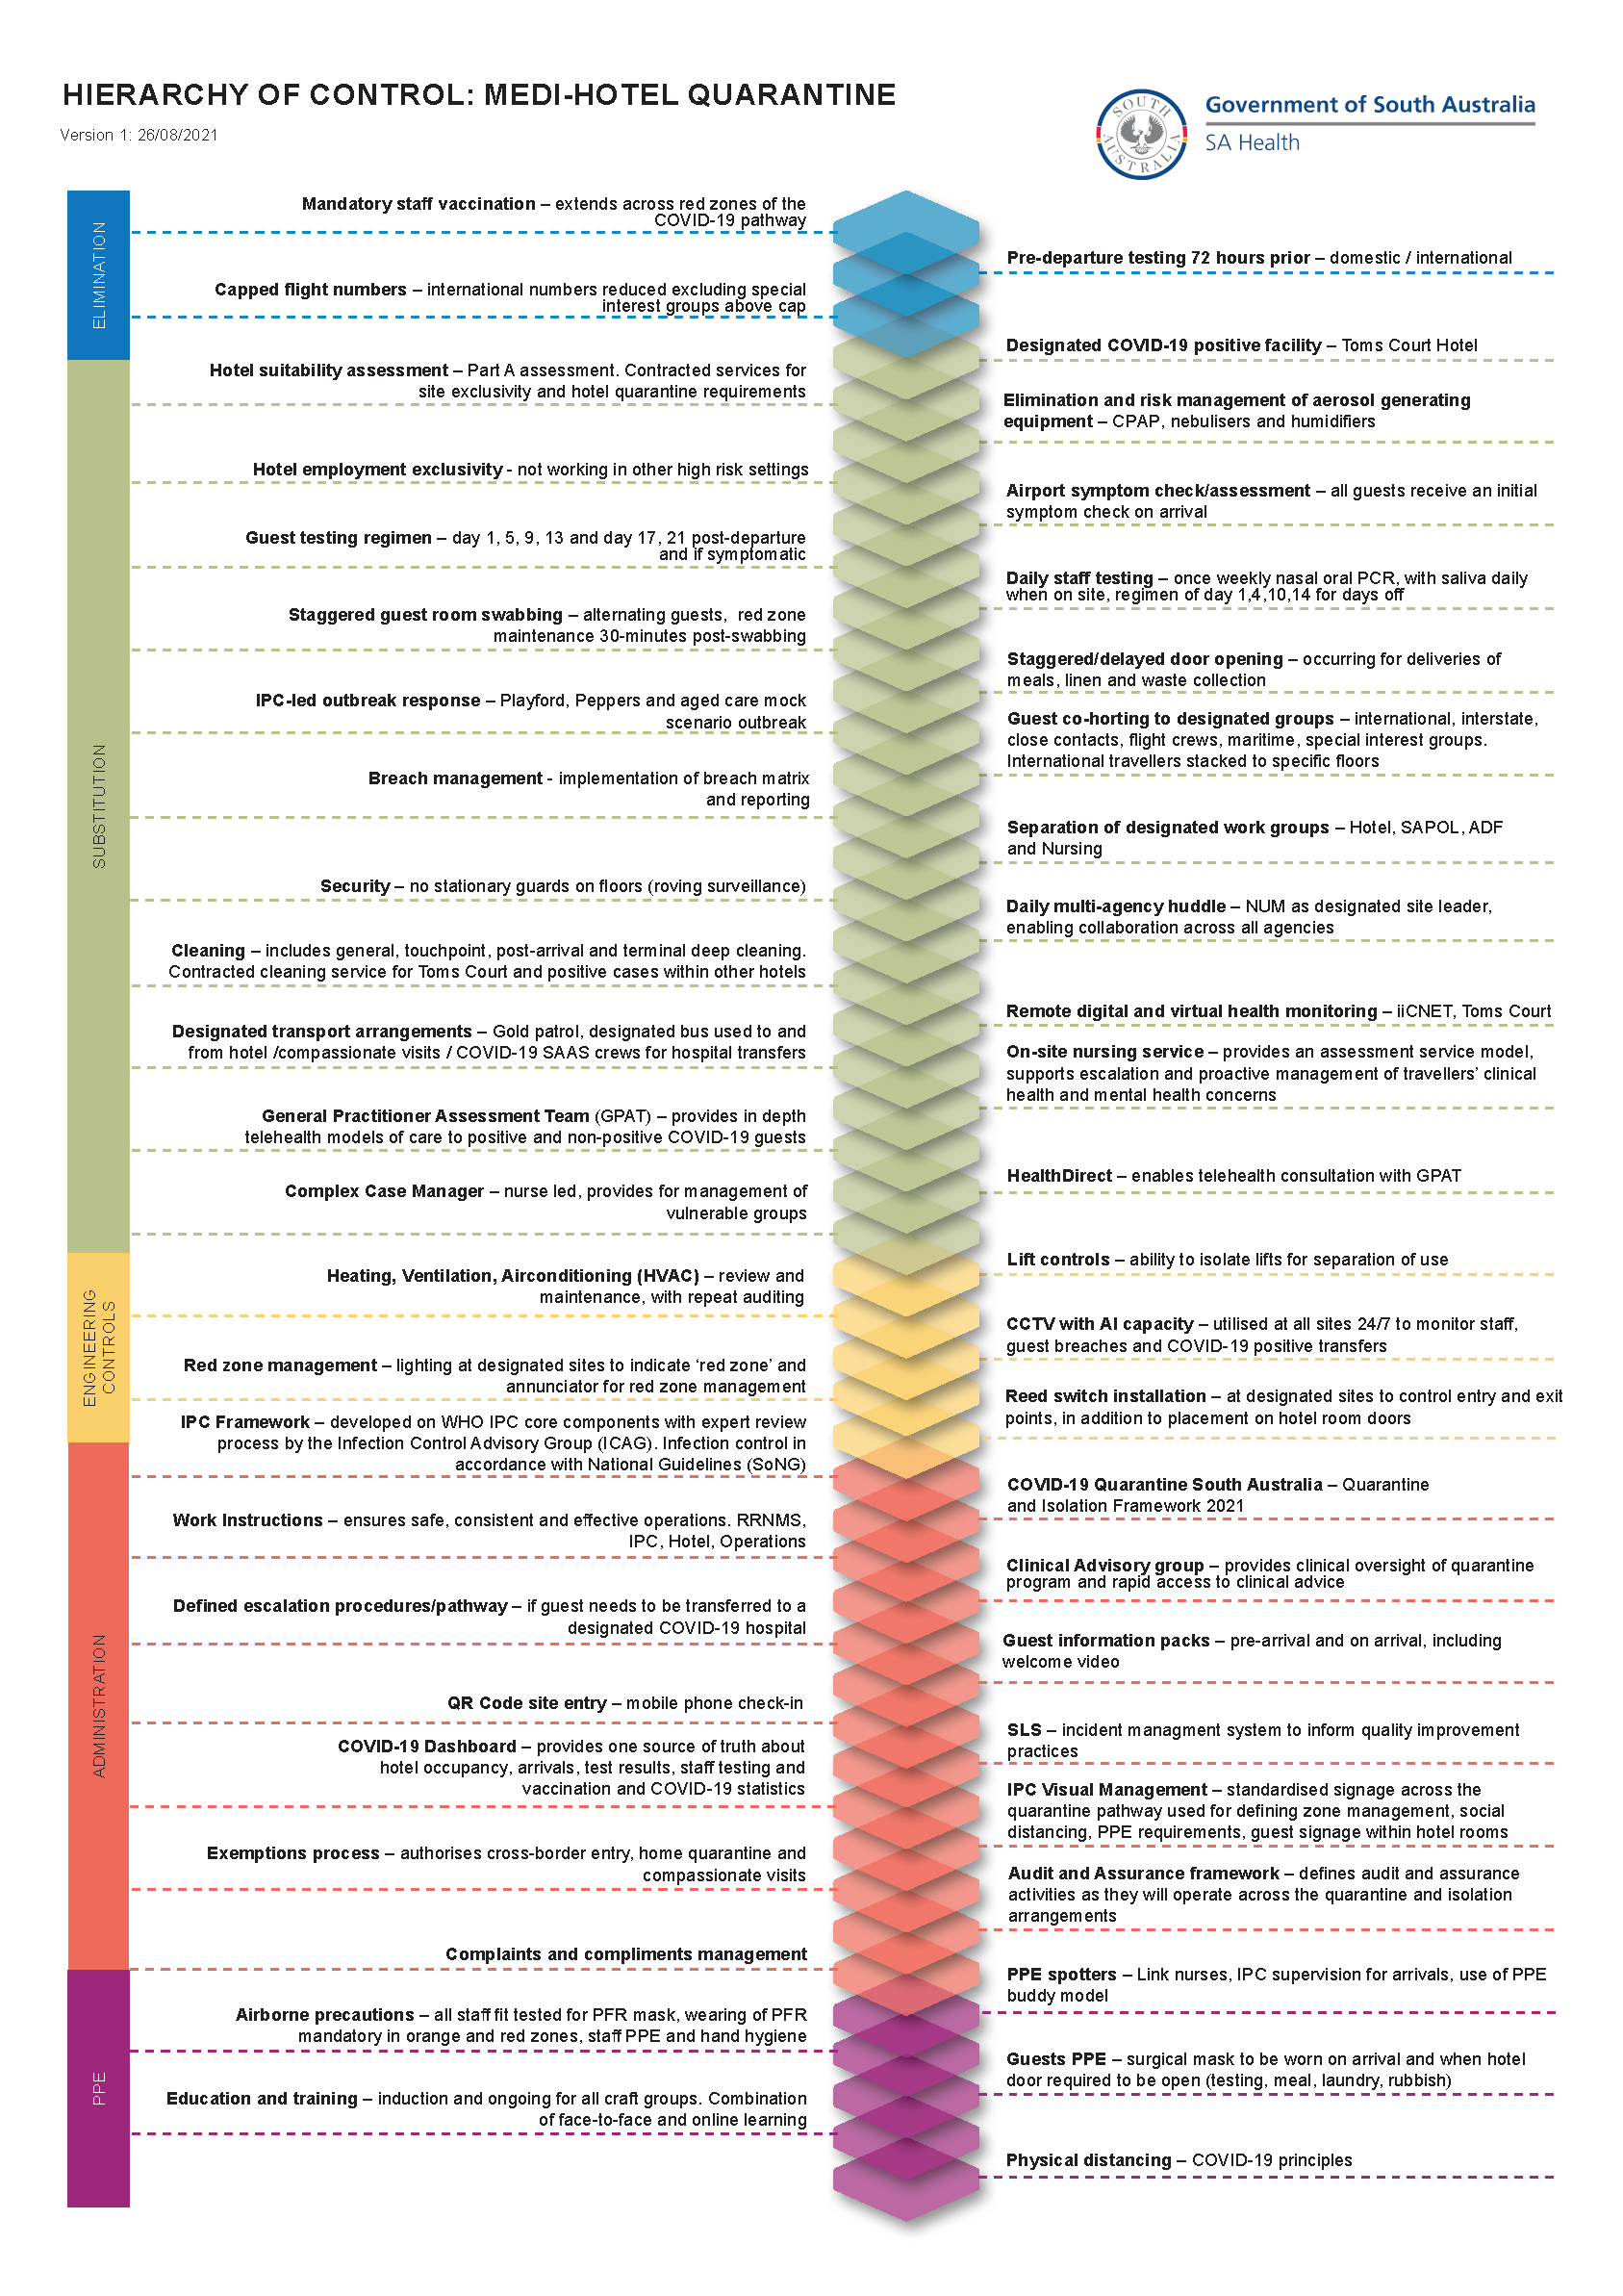 HIERARCHY OF CONTROL: MEDI-HOTEL QUARANTINE
Version 1: 26/08/2021
SOUTH AUSTRALIA
Government of South Australia
SA Health
ELIMINATION
Mandatory staff vaccination – extends across red zones of the
COVID-19 pathway
Pre-departure testing 72 hours prior – domestic / international
Capped flight numbers – international numbers reduced excluding special
interest groups above cap
SUBSTITUTION
Designated COVID-19 positive facility – Toms Court Hotel
Hotel suitability assessment – Part A assessment. Contracted services for
site exclusivity and hotel quarantine requirements
Elimination and risk management of aerosol generating
equipment – CPAP, nebulisers and humidifiers
Hotel employment exclusivity - not working in other high risk settings
Airport symptom check/assessment – all guests receive an initial
symptom check on arrival
Guest testing regimen – day 1, 5, 9, 13 and day 17, 21 post-departure
and if symptomatic
Daily staff testing – once weekly nasal oral PCR, with saliva daily
when on site, regimen of day 1,4,10,14 for days off
Staggered guest room swabbing – alternating guests, red zone
maintenance 30-minutes post-swabbing
Staggered/delayed door opening – occurring for deliveries of
meals, linen and waste collection
IPC-led outbreak response – Playford, Peppers and aged care mock
scenario outbreak
Guest co-horting to designated groups – international, interstate,
close contacts, flight crews, maritime, special interest groups.
International travellers stacked to specific floors
Breach management - implementation of breach matrix
and reporting
Separation of designated work groups – Hotel, SAPOL, ADF
and Nursing
Security – no stationary guards on floors (roving surveillance)
Daily multi-agency huddle – NUM as designated site leader,
enabling collaboration across all agencies
Cleaning – includes general, touchpoint, post-arrival and terminal deep cleaning.
Contracted cleaning service for Toms Court and positive cases within other hotels
Remote digital and virtual health monitoring – iiCNET, Toms Court
Designated transport arrangements – Gold patrol, designated bus used to and
from hotel /compassionate visits / COVID-19 SAAS crews for hospital transfers
On-site nursing service – provides an assessment service model,
supports escalation and proactive management of travellers’ clinical
health and mental health concerns
General Practitioner Assessment Team (GPAT) – provides in depth
telehealth models of care to positive and non-positive COVID-19 guests
HealthDirect – enables telehealth consultation with GPAT
Complex Case Manager – nurse led, provides for management of
vulnerable groups
ENGINEERING
CONTROLS
Lift controls – ability to isolate lifts for separation of use
Heating, Ventilation, Airconditioning (HVAC) – review and
maintenance, with repeat auditing
CCTV with AI capacity – utilised at all sites 24/7 to monitor staff,
guest breaches and COVID-19 positive transfers
Red zone management – lighting at designated sites to indicate ‘red zone’ and
annunciator for red zone management
Reed switch installation – at designated sites to control entry and exit
points, in addition to placement on hotel room doors
ADMINISTRATION
IPC Framework – developed on WHO IPC core components with expert review
process by the Infection Control Advisory Group (ICAG). Infection control in
accordance with National Guidelines (SoNG)
COVID-19 Quarantine South Australia – Quarantine
and Isolation Framework 2021
Work Instructions – ensures safe, consistent and effective operations. RRNMS,
IPC, Hotel, Operations
Clinical Advisory group – provides clinical oversight of quarantine
program and rapid access to clinical advice
Defined escalation procedures/pathway – if guest needs to be transferred to a
designated COVID-19 hospital
Guest information packs – pre-arrival and on arrival, including
welcome video
QR Code site entry – mobile phone check-in
SLS – incident managment system to inform quality improvement
practices
COVID-19 Dashboard – provides one source of truth about
hotel occupancy, arrivals, test results, staff testing and
vaccination and COVID-19 statistics
IPC Visual Management – standardised signage across the
quarantine pathway used for defining zone management, social
distancing, PPE requirements, guest signage within hotel rooms
Exemptions process – authorises cross-border entry, home quarantine and
compassionate visits
Audit and Assurance framework – defines audit and assurance
activities as they will operate across the quarantine and isolation
arrangements
Complaints and compliments management
PPE
PPE spotters – Link nurses, IPC supervision for arrivals, use of PPE
buddy model
Airborne precautions – all staff fit tested for PFR mask, wearing of PFR
mandatory in orange and red zones, staff PPE and hand hygiene
Guests PPE – surgical mask to be worn on arrival and when hotel
door required to be open (testing, meal, laundry, rubbish)
Education and training – induction and ongoing for all craft groups. Combination
of face-to-face and online learning
Physical distancing – COVID-19 principles